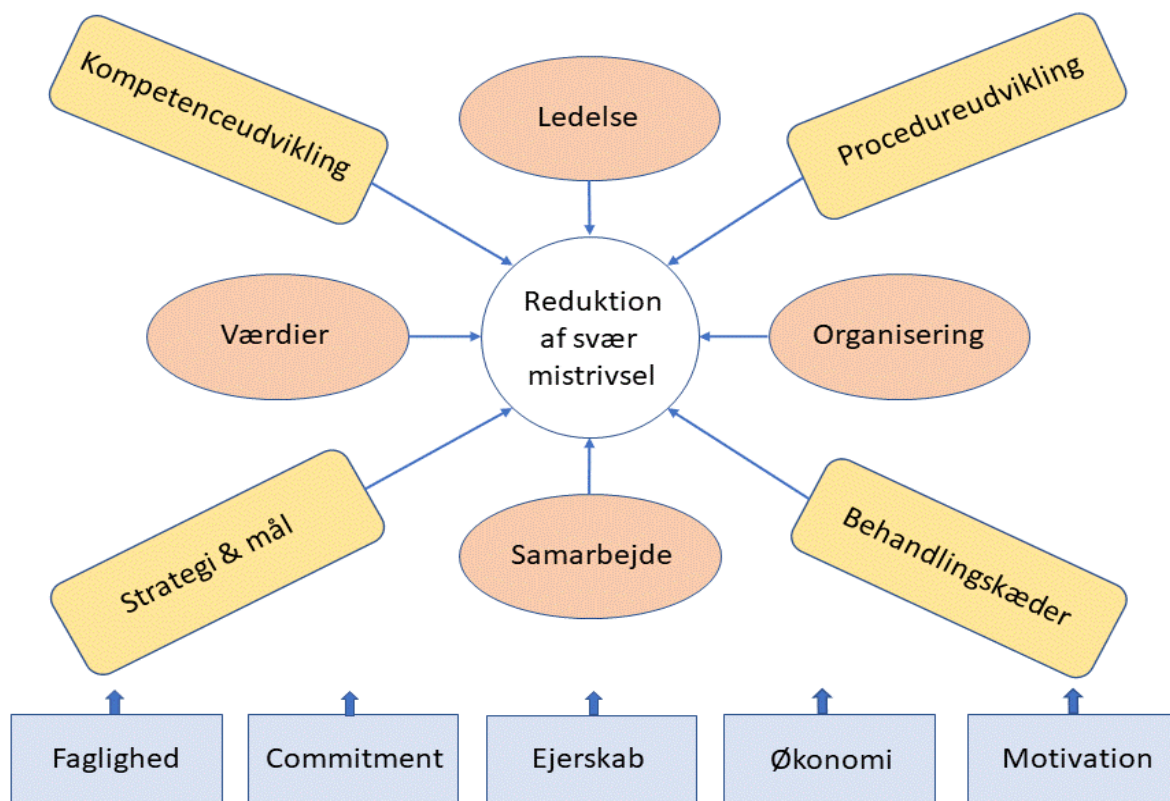 Kompetenceudvikling
Ledelse
Procedureudvikling
Værdier
Reduktion
af svær
mistrivsel
Organisering
Strategi & mål
Samarbejde
Behandlingskæder
Faglighed
Commitment
Ejerskab
Økonomi
Motivation